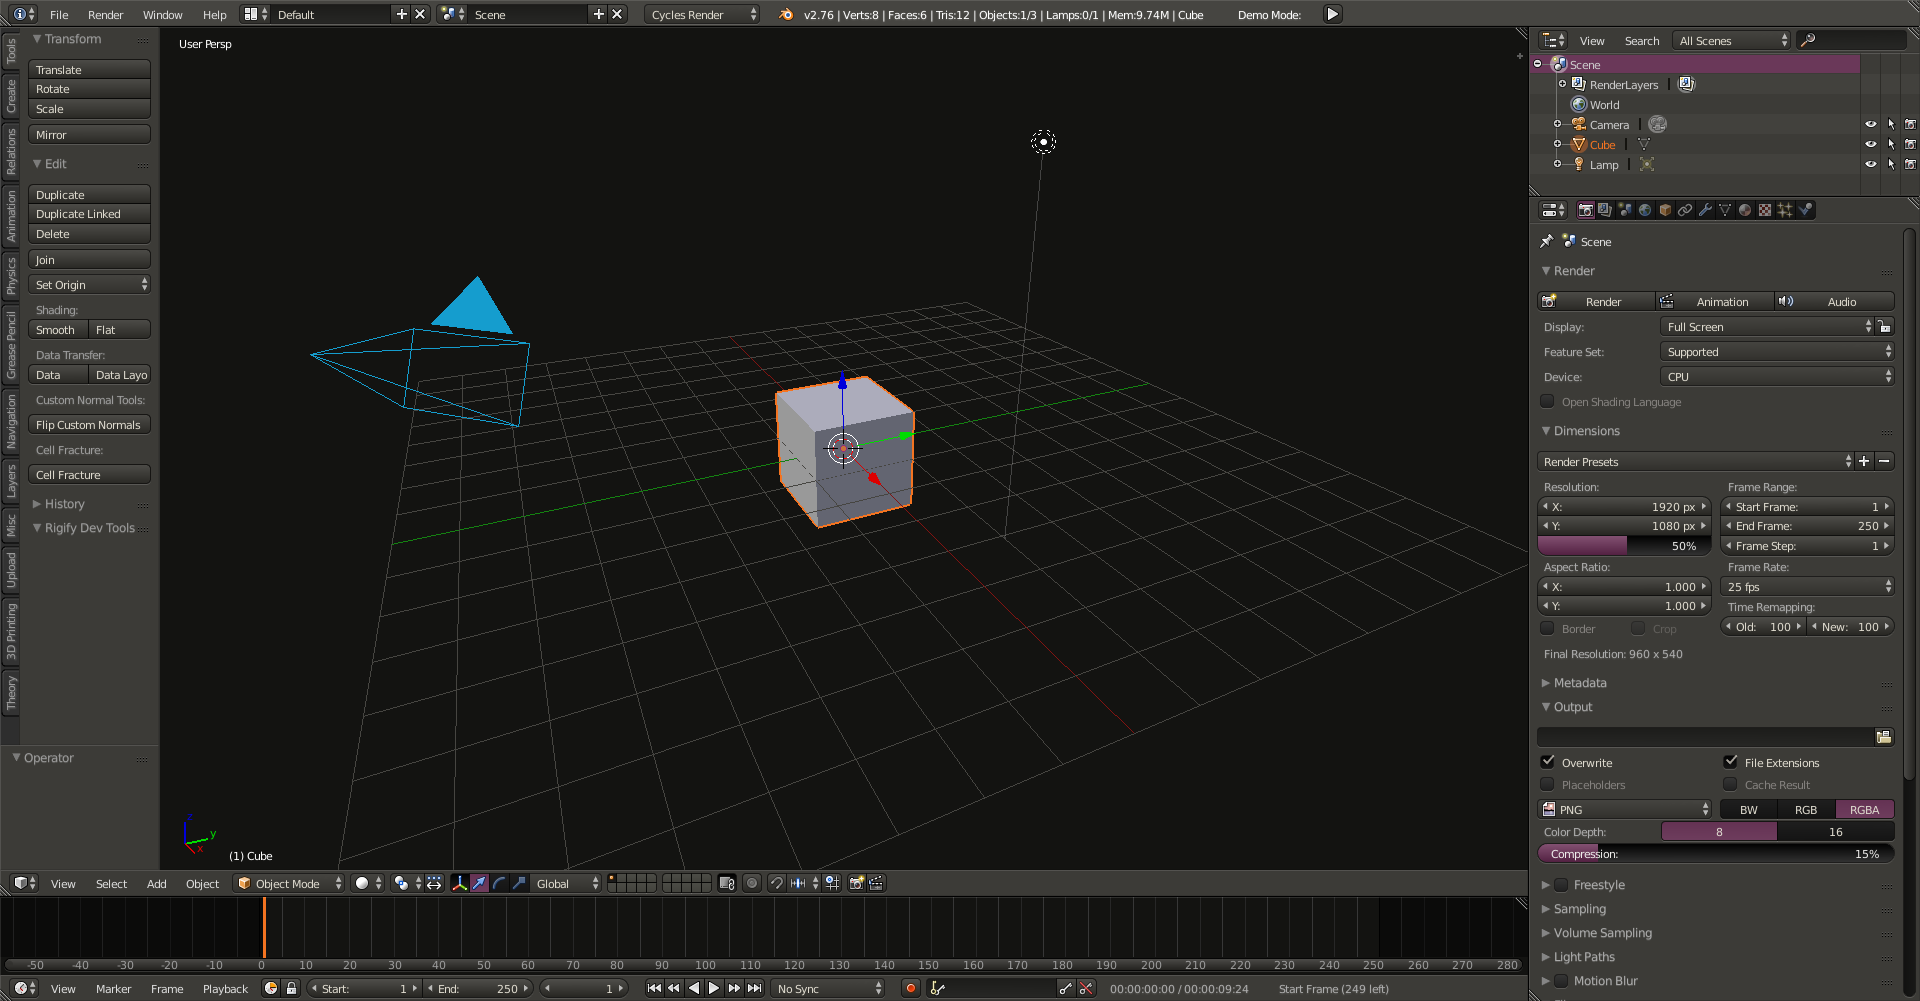 File Render Window Help Default Scene Cycles Render v2.76 | Verts:8 | Faces:6 | Tris:12 | Objects:1/3 | Lamps:0/1 | Mem:9.74M | Cube Demo Mode:
Tools
Create
Relations
Animation
Physics
Grease Pencil
Navigation
Layers
Misc
Upload
3D Printing
Theory
Transform
Translate
Rotate
Scale
Mirror
Edit
Duplicate
Duplicate Linked
Delete
Join
Set Origin
Shading:
Smooth Flat
Data Transfer:
Data Data Layo
Custom Normal Tools:
Flip Custom Normals
Cell Fracture:
Cell Fracture
History
Rigify Dev Tools
Operator
User Persp
z
y
x
(1) Cube
View Select Add Object Object Mode Global
-50 -40 -30 -20 -10 0 10 20 30 40 50 60 70 80 90 100 110 120 130 140 150 160 170 180 190 200 210 220 230 240 250 260 270 280
View Marker Frame Playback Start: 1 End: 250 1 No Sync 00:00:00:00 / 00:00:09:24 Start Frame (249 left)
View Search All Scenes
Scene
RenderLayers |
World
Camera |
Cube |
Lamp |
Scene
Render
Render Animation Audio
Display: Full Screen
Feature Set: Supported
Device: CPU
Open Shading Language
Dimensions
Render Presets
Resolution: Frame Range:
X: 1920 px Start Frame: 1
Y: 1080 px End Frame: 250
50% Frame Step: 1
Aspect Ratio: Frame Rate:
X: 1.000 25 fps
Y: 1.000 Time Remapping:
Border Crop Old: 100 New: 100
Final Resolution: 960 x 540
Metadata
Output
Overwrite File Extensions
Placeholders Cache Result
PNG BW RGB RGBA
Color Depth: 8 16
Compression: 15%
Freestyle
Sampling
Volume Sampling
Light Paths
Motion Blur